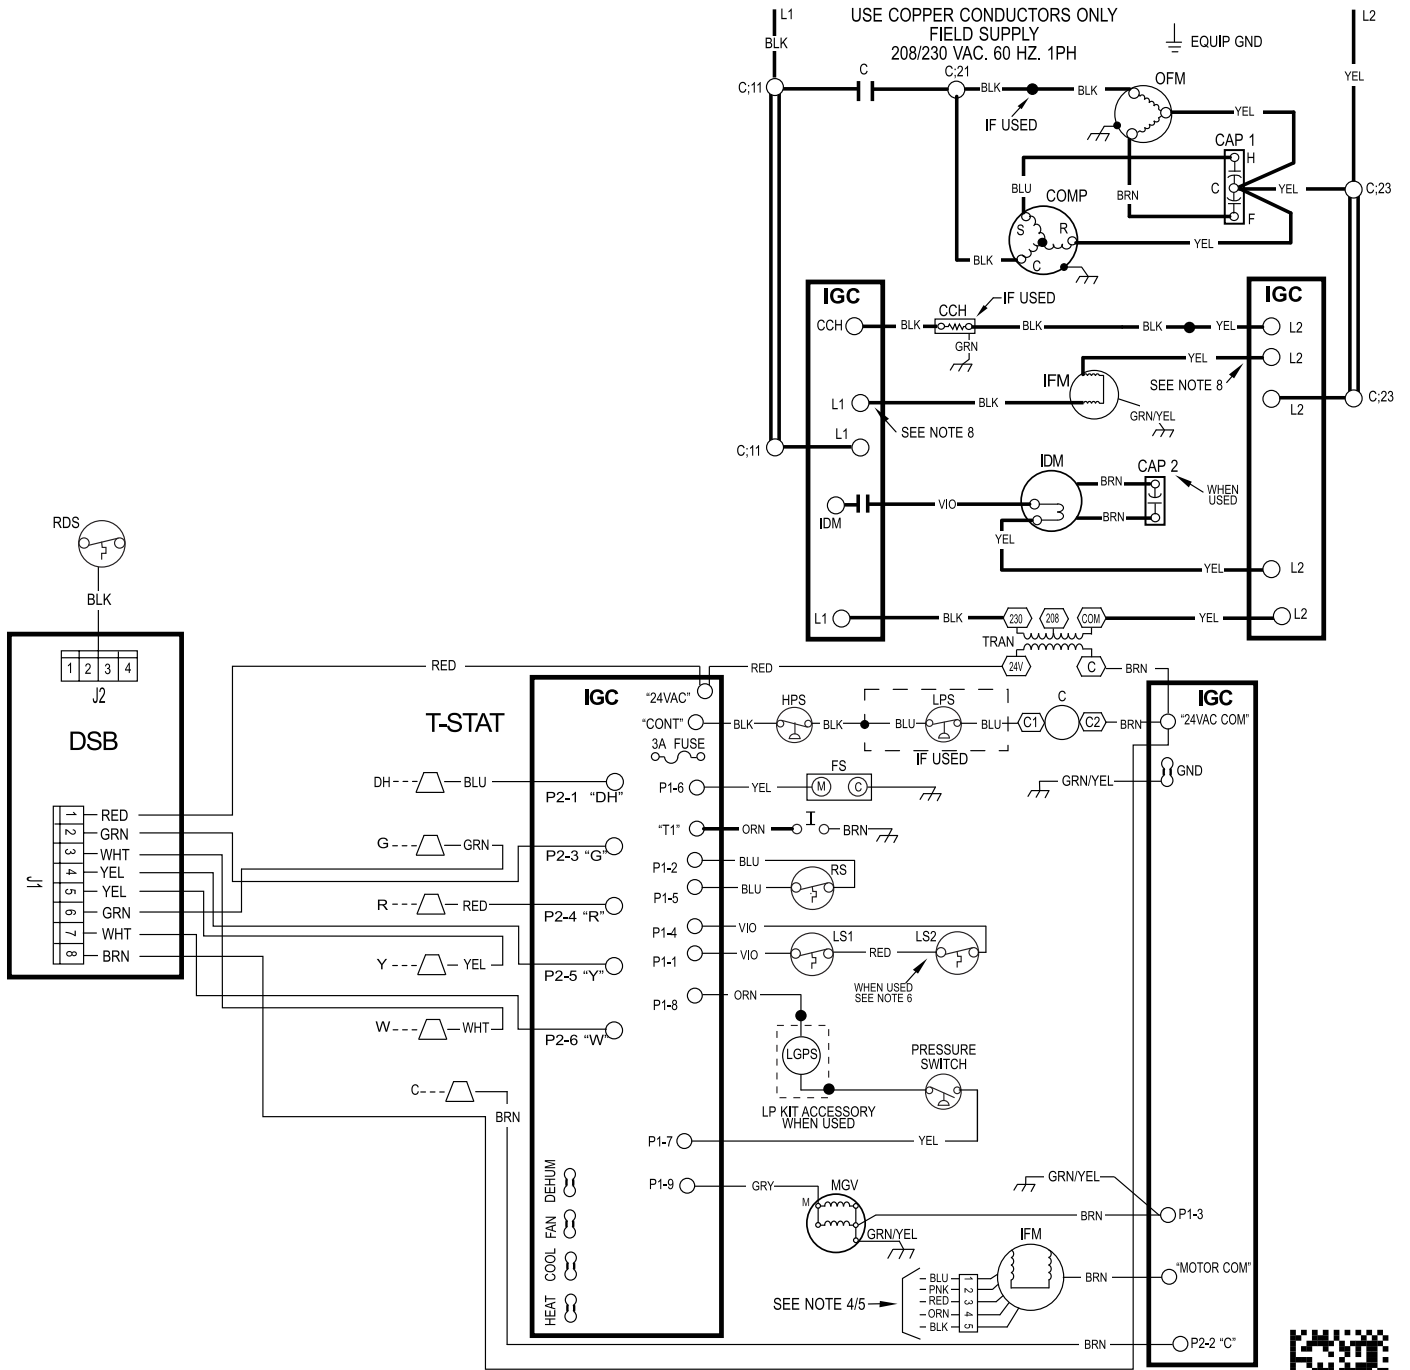 L1
USE COPPER CONDUCTORS ONLY
FIELD SUPPLY
208/230 VAC. 60 HZ. 1PH
EQUIP GND
L2
BLK
C
C;21
C;11
BLK
BLK
IF USED
OFM
YEL
YEL
CAP 1
H
C
F
YEL
C;23
BLU
BRN
COMP
S
R
C
YEL
BLK
IGC
IGC
CCH
BLK
CCH
IF USED
BLK
BLK
YEL
L2
GRN
YEL
L2
SEE NOTE 8
IFM
L1
BLK
SEE NOTE 8
GRN/YEL
L2
C;23
C;11
L1
IDM
CAP 2
WHEN
USED
BRN
BRN
IDM
VIO
YEL
YEL
L2
L1
BLK
230
208
COM
YEL
L2
TRAN
24V
C
BRN
RDS
BLK
1 2 3 4
J2
DSB
RED
RED
T-STAT
IGC
"24VAC"
IGC
"CONT"
BLK
HPS
BLK
BLU
LPS
BLU
C1
C
C2
BRN
"24VAC COM"
3A FUSE
IF USED
GND
GRN/YEL
DH
BLU
P2-1 "DH"
P1-6
YEL
FS
M
C
J1
1 RED
2 GRN
3 WHT
4 YEL
5 YEL
6 GRN
7 WHT
8 BRN
G
GRN
P2-3 "G"
"T1"
ORN
BRN
P1-2
BLU
RS
P1-5
BLU
R
RED
P2-4 "R"
P1-4
VIO
P1-1
VIO
LS1
RED
LS2
WHEN USED
SEE NOTE 6
Y
YEL
P2-5 "Y"
P1-8
ORN
W
WHT
P2-6 "W"
LGPS
PRESSURE
SWITCH
C
BRN
LP KIT ACCESSORY
WHEN USED
P1-7
YEL
DEHUM
FAN
COOL
HEAT
P1-9
GRY
M
MGV
GRN/YEL
GRN/YEL
BRN
P1-3
SEE NOTE 4/5
BLU 1
PNK 2
RED 3
ORN 4
BLK 5
IFM
BRN
"MOTOR COM"
BRN
P2-2 "C"